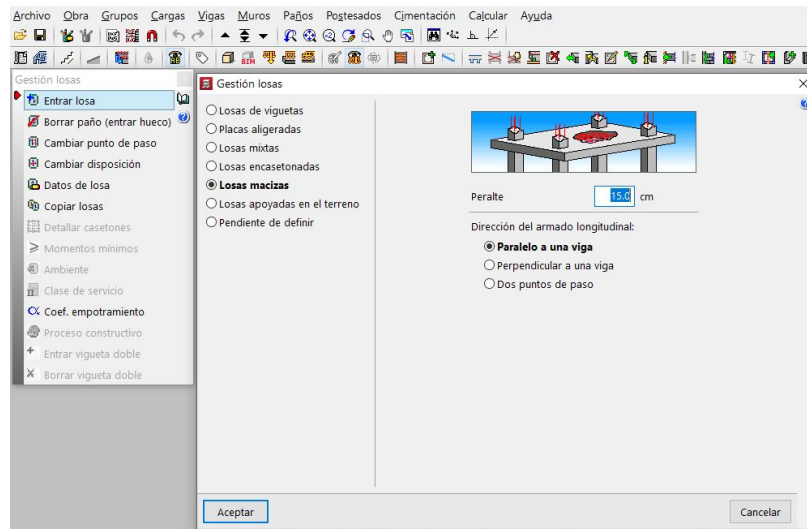 Archivo Obra Grupos Cargas Vigas Muros Paños Postesados Cimentación Calcular Ayuda
BIM
Gestión losas
Entrar losa
Borrar paño (entrar hueco)
Cambiar punto de paso
Cambiar disposición
Datos de losa
Copiar losas
Detallar casetones
Momentos mínimos
Ambiente
Clase de servicio
Coef. empotramiento
Proceso constructivo
Entrar vigueta doble
Borrar vigueta doble
Gestión losas
Losas de viguetas
Placas aligeradas
Losas mixtas
Losas encasetonadas
Losas macizas
Losas apoyadas en el terreno
Pendiente de definir
Peralte 15.0 cm
Dirección del armado longitudinal:
Paralelo a una viga
Perpendicular a una viga
Dos puntos de paso
Aceptar Cancelar